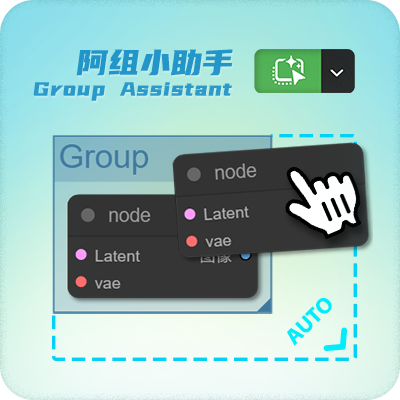 阿组小助手
Group Assistant
Group
node
Latent
vae
图像
node
Latent
vae
AUTO